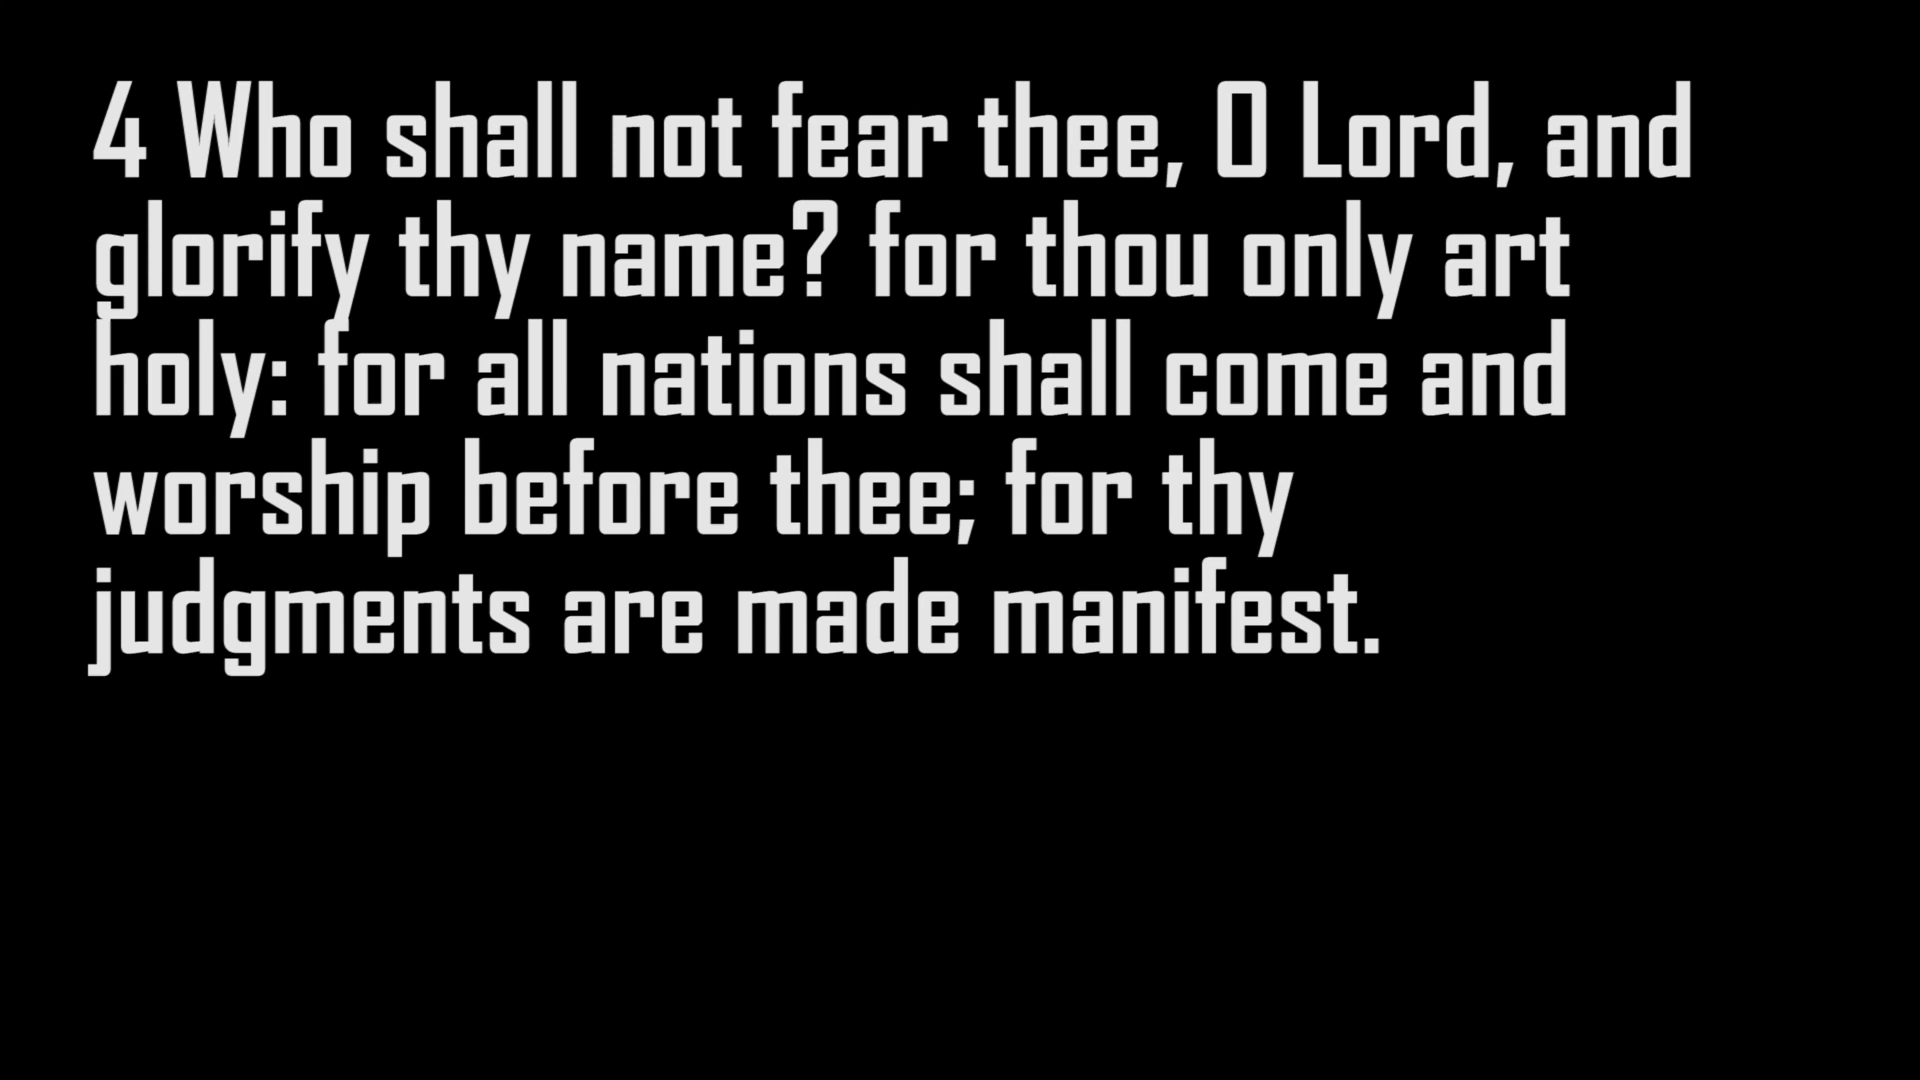 4 Who shall not fear thee, O Lord, and
glorify thy name? for thou only art
holy: for all nations shall come and
worship before thee; for thy
judgments are made manifest.